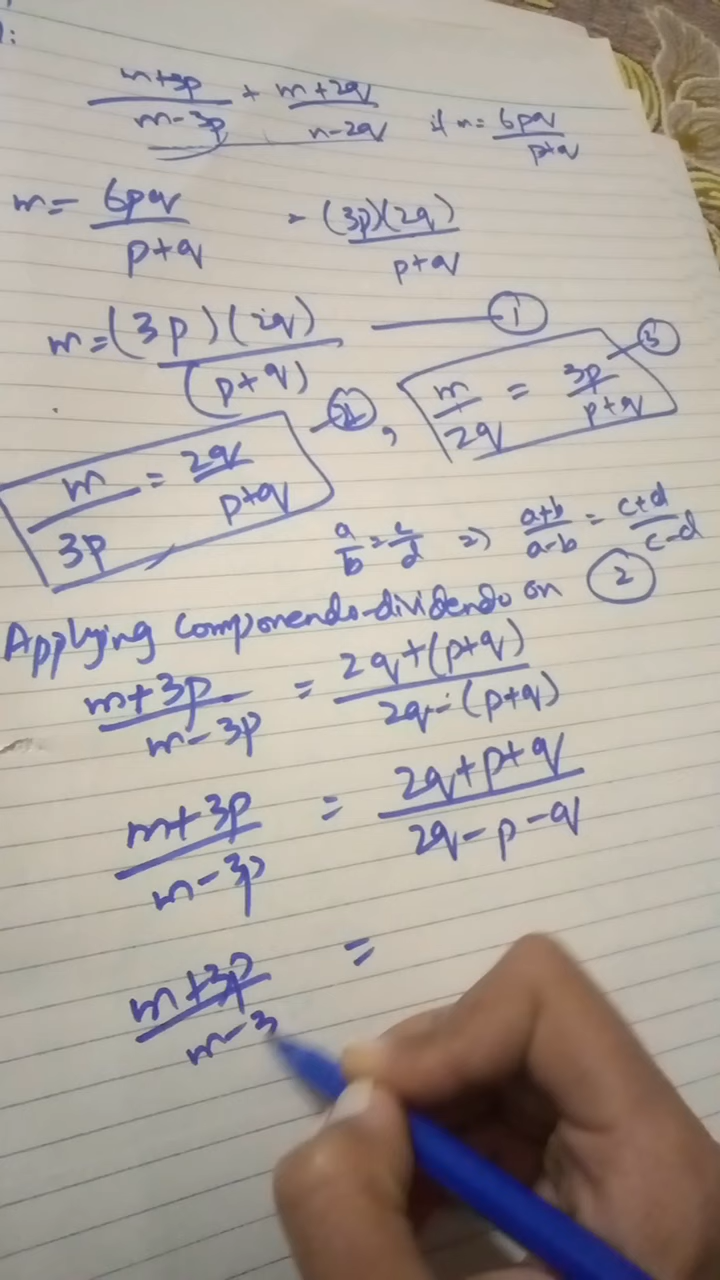 (m+3p)/(m-3p) + (m+2q)/(n-2q) if m = 6pq/(p+q)
m = 6pq/(p+q) = (3p)(2q)/(p+q)
m = (3p)(2q)/(p+q) —— ①
m/3p = 2q/(p+q) — ②, m/2q = 3p/(p+q) — ③
a/b = c/d => (a+b)/(a-b) = (c+d)/(c-d)
Applying Componendo-dividendo on ②
(m+3p)/(m-3p) = (2q+(p+q))/(2q-(p+q))
(m+3p)/(m-3p) = (2q+p+q)/(2q-p-q)
(m+3p)/(m-3 =